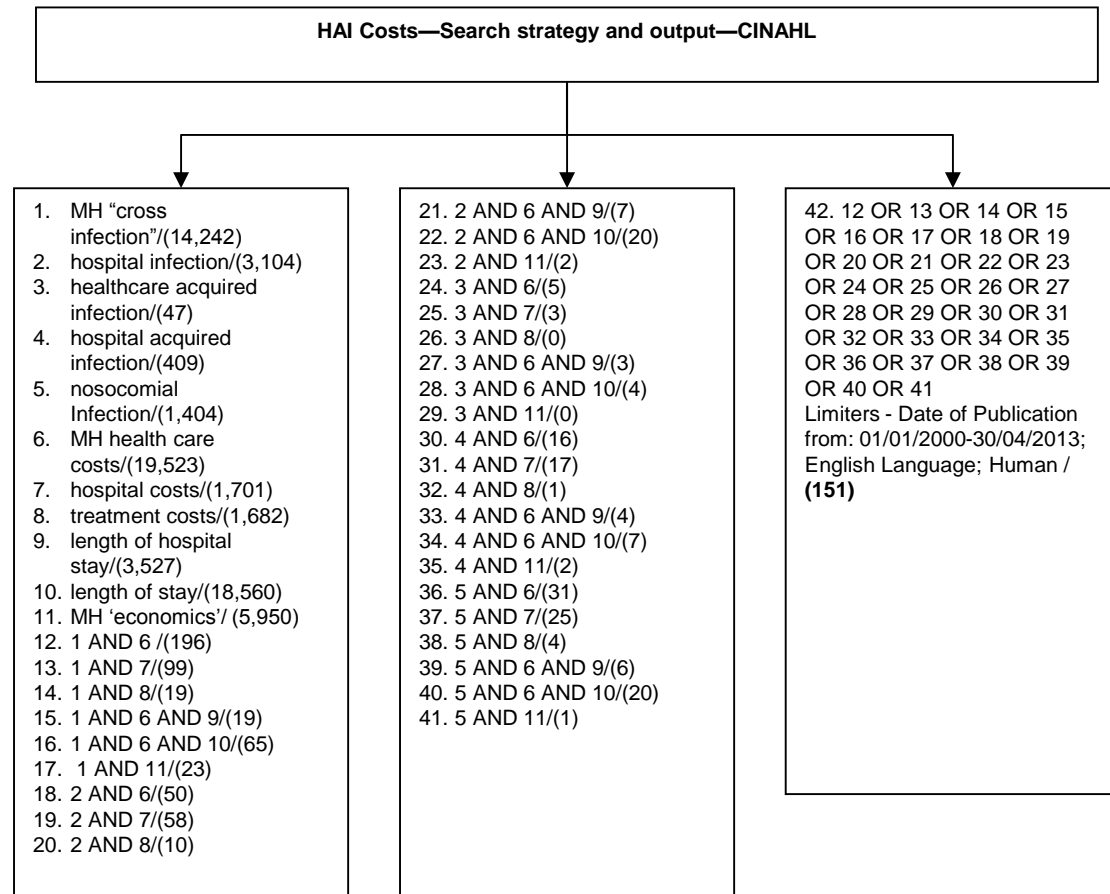 HAI Costs—Search strategy and output—CINAHL
1. MH “cross
infection”/(14,242)
2. hospital infection/(3,104)
3. healthcare acquired
infection/(47)
4. hospital acquired
infection/(409)
5. nosocomial
Infection/(1,404)
6. MH health care
costs/(19,523)
7. hospital costs/(1,701)
8. treatment costs/(1,682)
9. length of hospital
stay/(3,527)
10. length of stay/(18,560)
11. MH ‘economics’/ (5,950)
12. 1 AND 6 /(196)
13. 1 AND 7/(99)
14. 1 AND 8/(19)
15. 1 AND 6 AND 9/(19)
16. 1 AND 6 AND 10/(65)
17. 1 AND 11/(23)
18. 2 AND 6/(50)
19. 2 AND 7/(58)
20. 2 AND 8/(10)
21. 2 AND 6 AND 9/(7)
22. 2 AND 6 AND 10/(20)
23. 2 AND 11/(2)
24. 3 AND 6/(5)
25. 3 AND 7/(3)
26. 3 AND 8/(0)
27. 3 AND 6 AND 9/(3)
28. 3 AND 6 AND 10/(4)
29. 3 AND 11/(0)
30. 4 AND 6/(16)
31. 4 AND 7/(17)
32. 4 AND 8/(1)
33. 4 AND 6 AND 9/(4)
34. 4 AND 6 AND 10/(7)
35. 4 AND 11/(2)
36. 5 AND 6/(31)
37. 5 AND 7/(25)
38. 5 AND 8/(4)
39. 5 AND 6 AND 9/(6)
40. 5 AND 6 AND 10/(20)
41. 5 AND 11/(1)
42. 12 OR 13 OR 14 OR 15
OR 16 OR 17 OR 18 OR 19
OR 20 OR 21 OR 22 OR 23
OR 24 OR 25 OR 26 OR 27
OR 28 OR 29 OR 30 OR 31
OR 32 OR 33 OR 34 OR 35
OR 36 OR 37 OR 38 OR 39
OR 40 OR 41
Limiters - Date of Publication
from: 01/01/2000-30/04/2013;
English Language; Human /
(151)